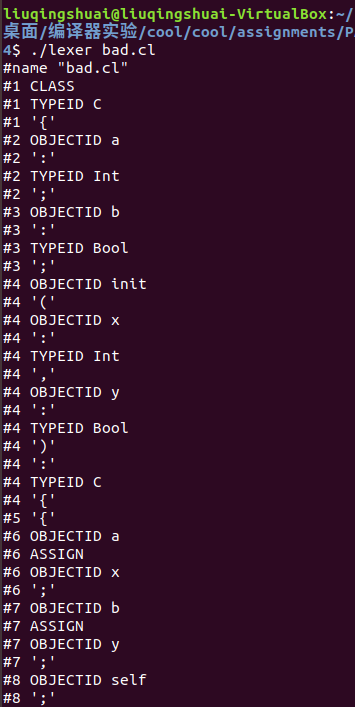 liuqingshuai@liuqingshuai-VirtualBox:~/
桌面/编译器实验/cool/cool/assignments/P
4$ ./lexer bad.cl
#name "bad.cl"
#1 CLASS
#1 TYPEID C
#1 '{'
#2 OBJECTID a
#2 ':'
#2 TYPEID Int
#2 ';'
#3 OBJECTID b
#3 ':'
#3 TYPEID Bool
#3 ';'
#4 OBJECTID init
#4 '('
#4 OBJECTID x
#4 ':'
#4 TYPEID Int
#4 ','
#4 OBJECTID y
#4 ':'
#4 TYPEID Bool
#4 ')'
#4 ':'
#4 TYPEID C
#4 '{'
#5 '{'
#6 OBJECTID a
#6 ASSIGN
#6 OBJECTID x
#6 ';'
#7 OBJECTID b
#7 ASSIGN
#7 OBJECTID y
#7 ';'
#8 OBJECTID self
#8 ';'